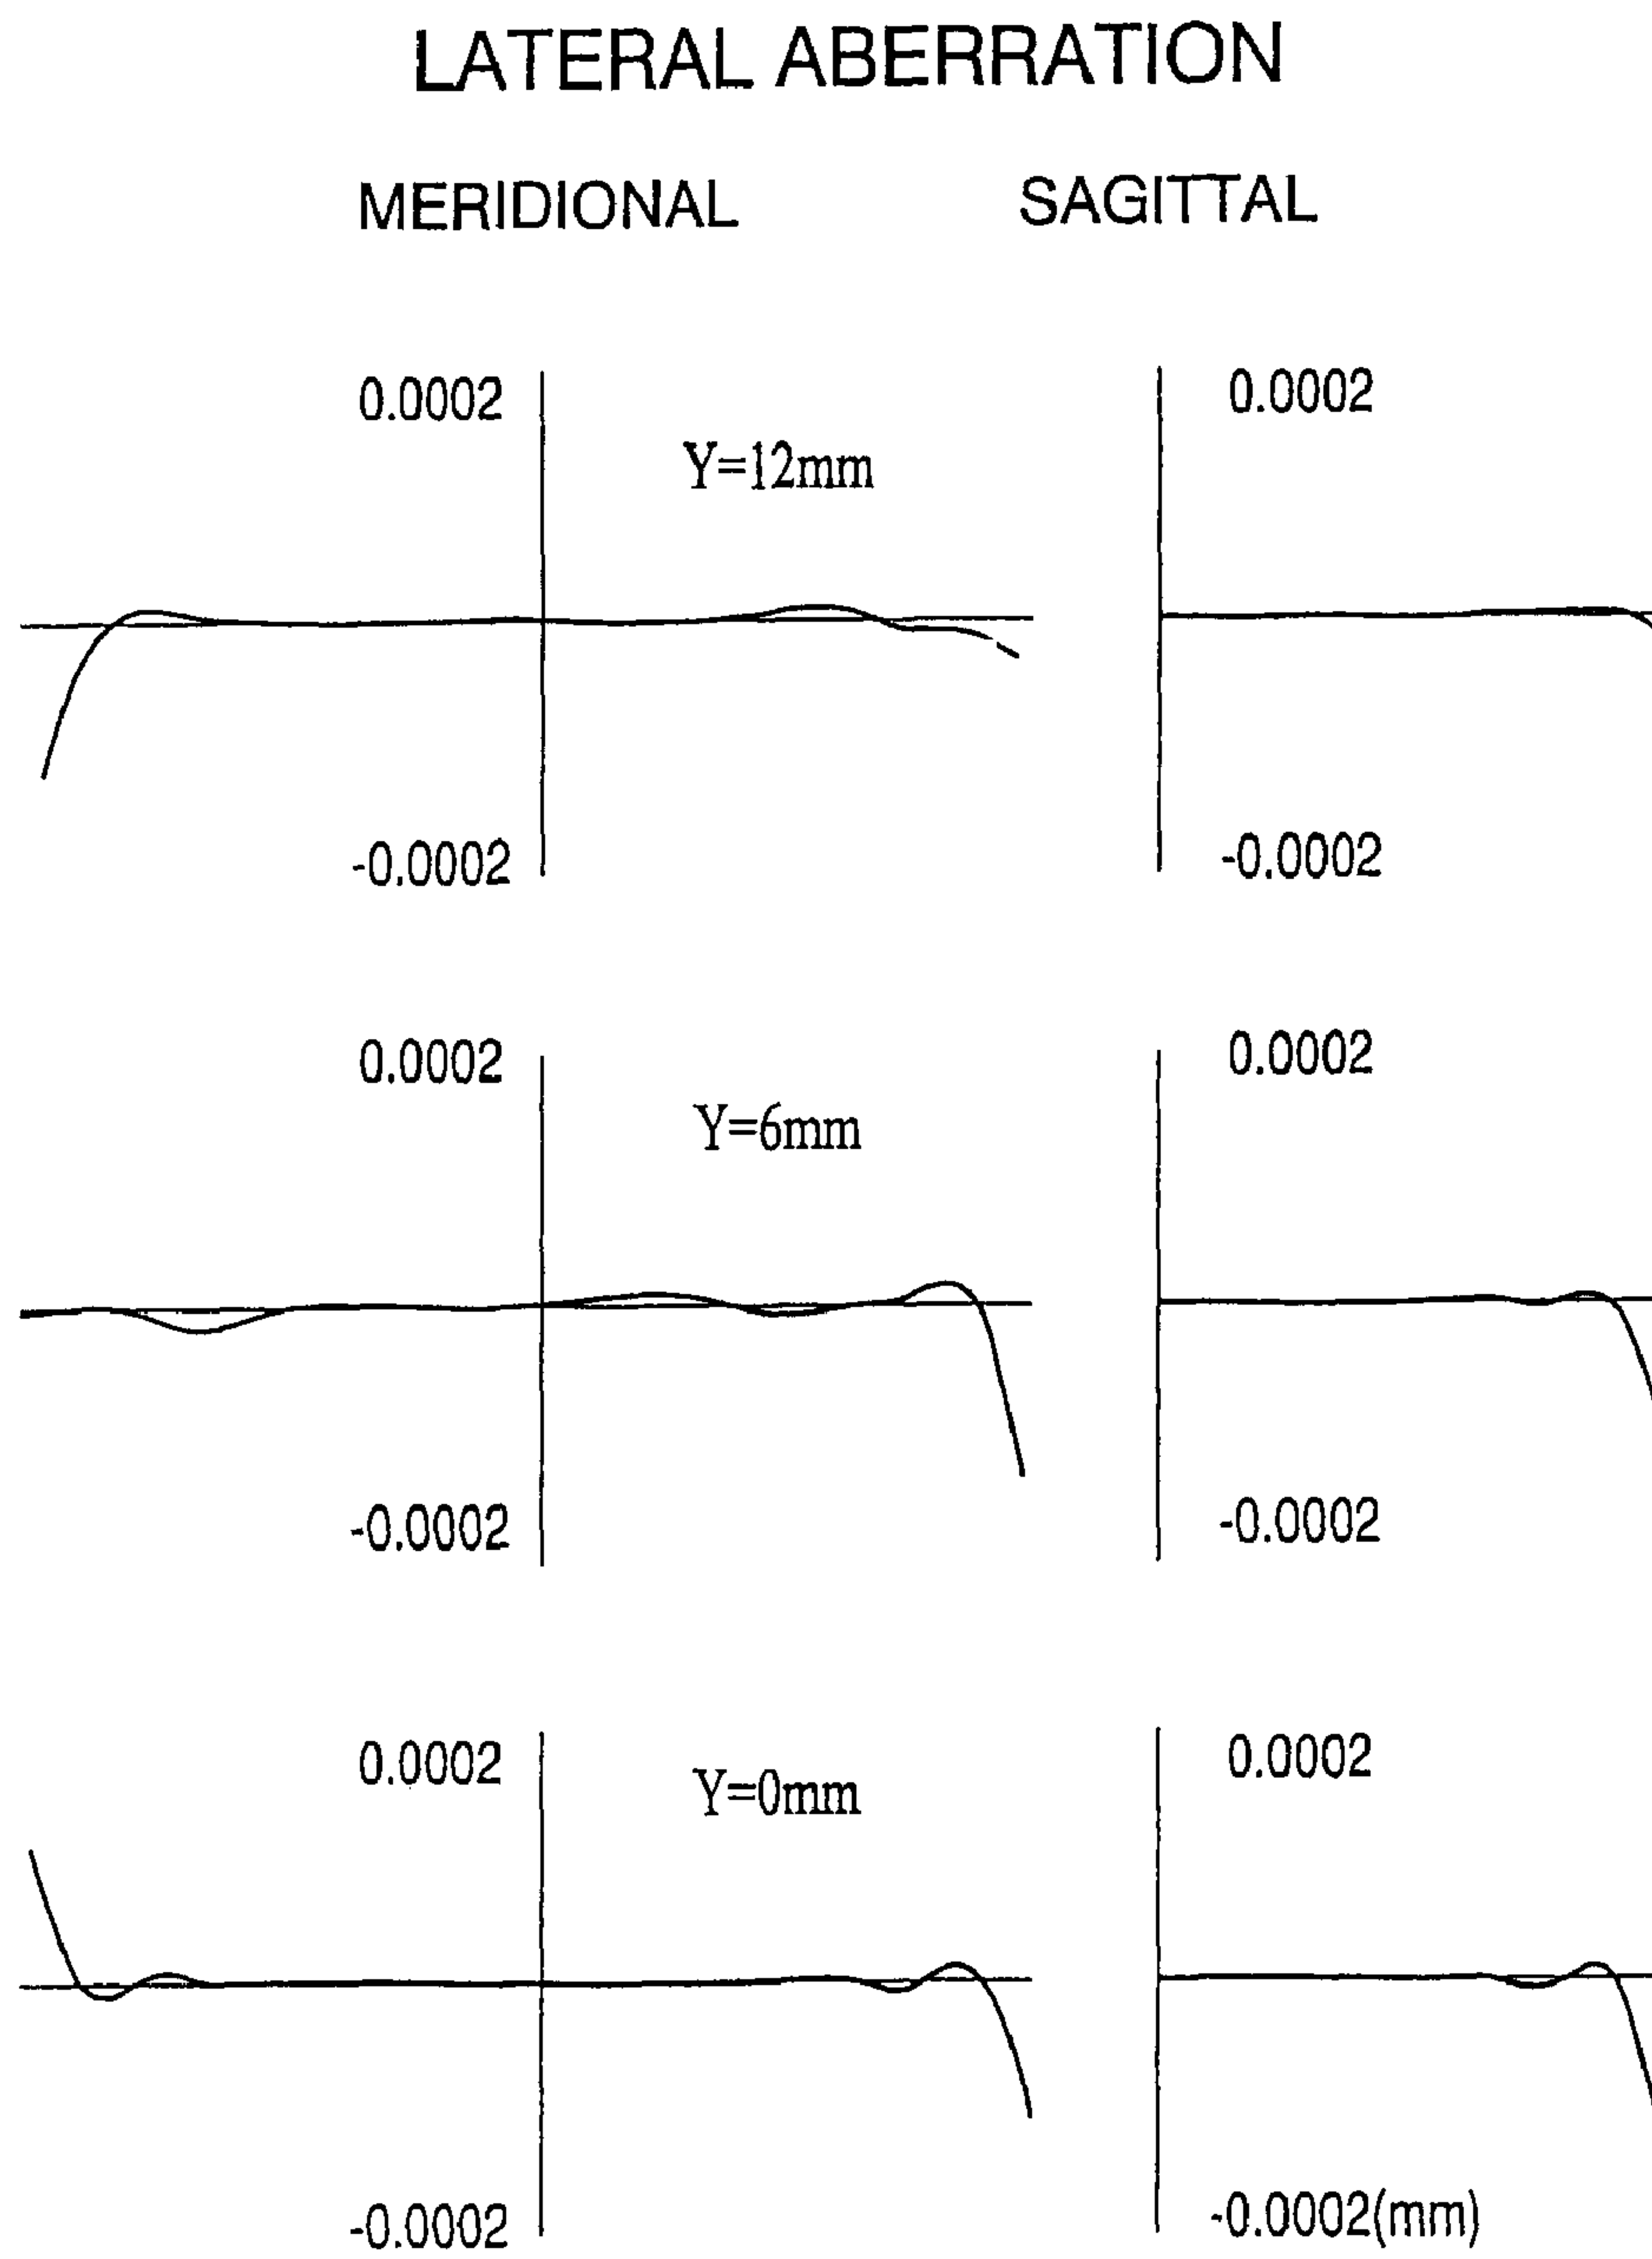 LATERAL ABERRATION
MERIDIONAL SAGITTAL
0.0002 0.0002
Y=12mm
-0.0002 -0.0002
0.0002 0.0002
Y=6mm
-0.0002 -0.0002
0.0002 0.0002
Y=0mm
-0.0002 -0.0002(mm)